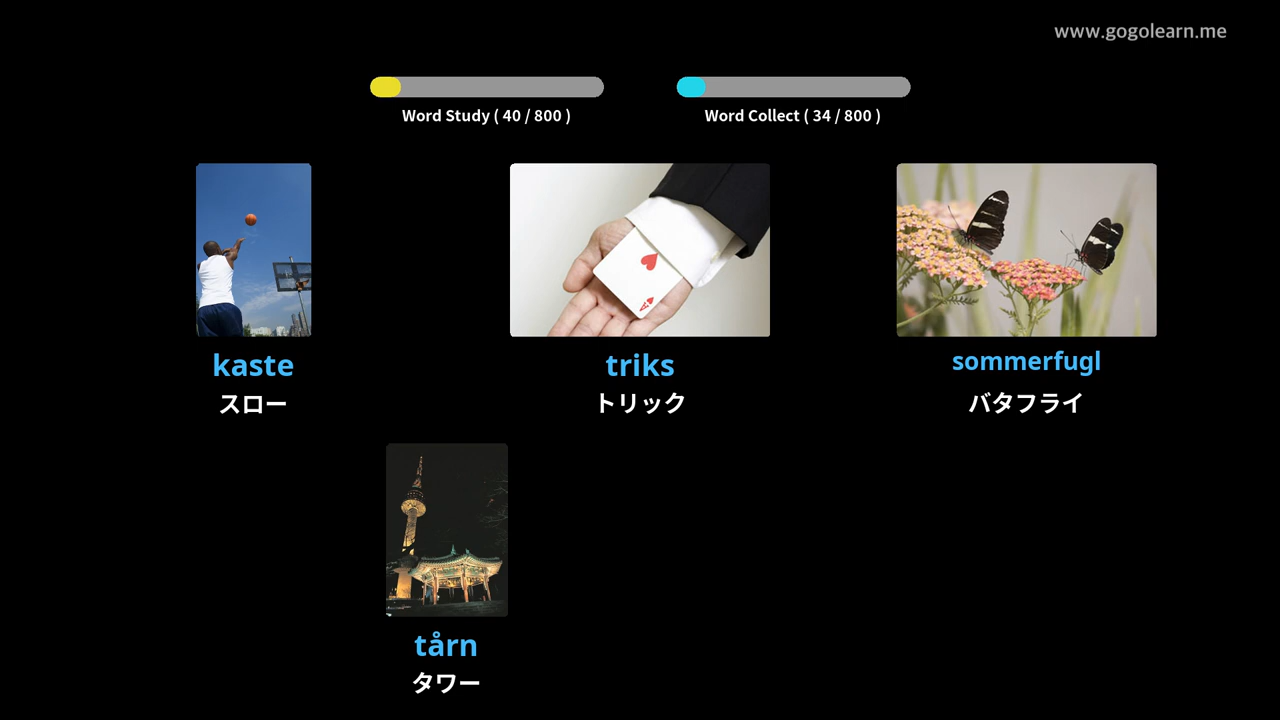 www.gogolearn.me
Word Study ( 40 / 800 )
Word Collect ( 34 / 800 )
kaste
スロー
triks
トリック
sommerfugl
バタフライ
tårn
タワー